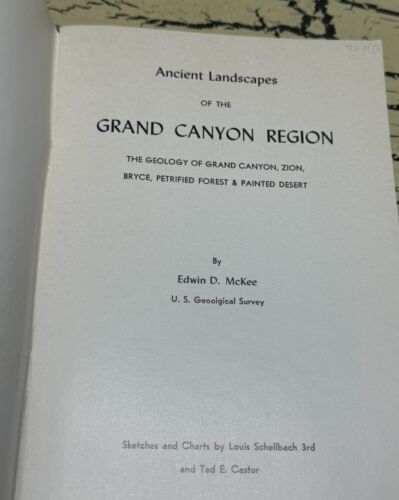 Ancient Landscapes
OF THE
GRAND CANYON REGION
THE GEOLOGY OF GRAND CANYON, ZION,
BRYCE, PETRIFIED FOREST & PAINTED DESERT
By
Edwin D. McKee
U. S. Geoolgical Survey
Sketches and Charts by Louis Schellbach 3rd
and Ted E. Castor